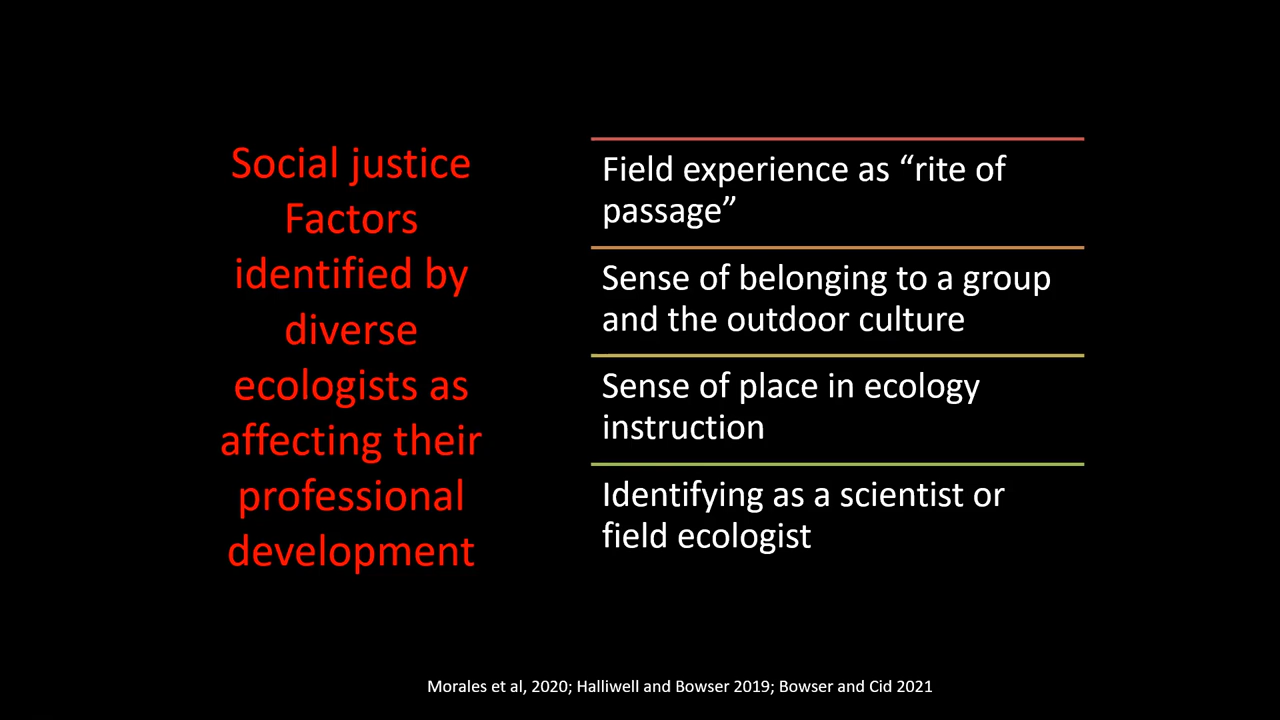 Social justice
Factors
identified by
diverse
ecologists as
affecting their
professional
development
Field experience as “rite of
passage”
Sense of belonging to a group
and the outdoor culture
Sense of place in ecology
instruction
Identifying as a scientist or
field ecologist
Morales et al, 2020; Halliwell and Bowser 2019; Bowser and Cid 2021